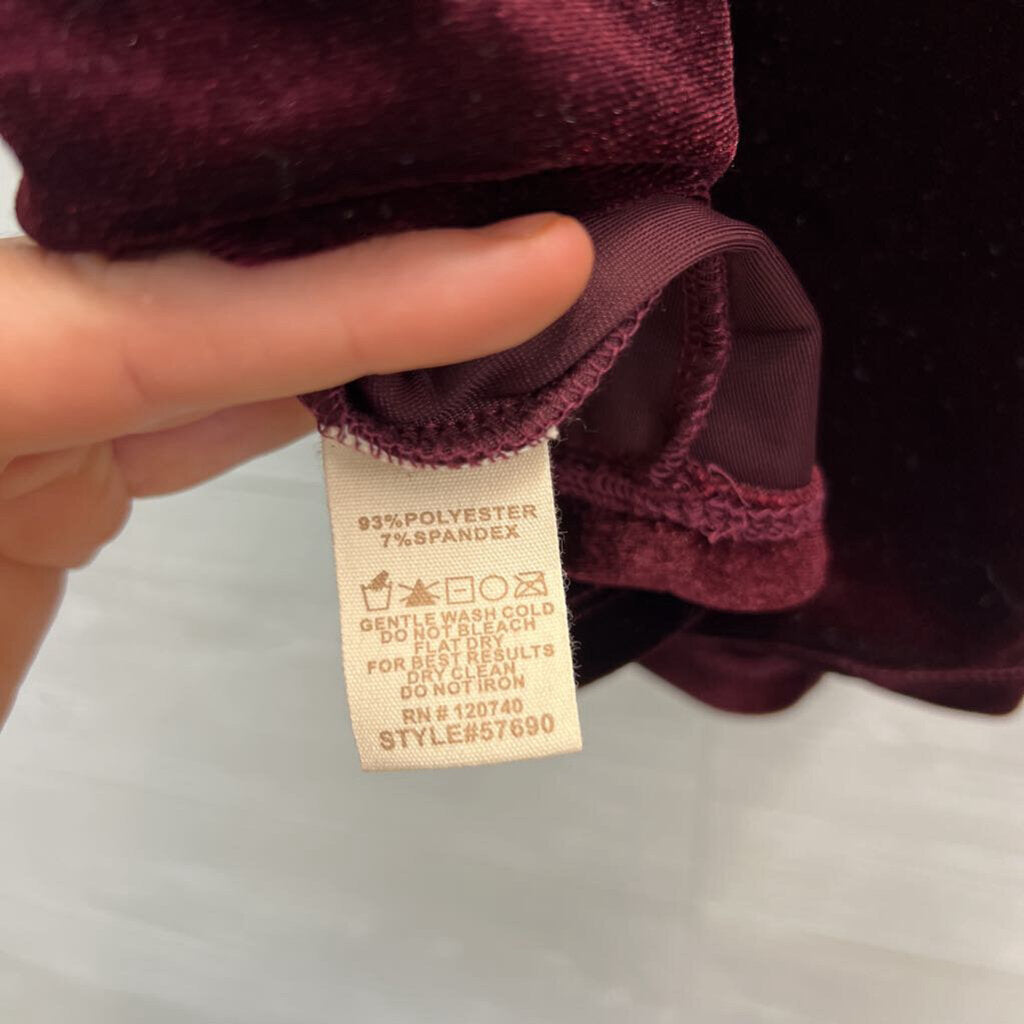 93%POLYESTER
7%SPANDEX
GENTLE WASH COLD
DO NOT BLEACH
FLAT DRY
FOR BEST RESULTS
DRY CLEAN
DO NOT IRON
RN # 120740
STYLE#57690